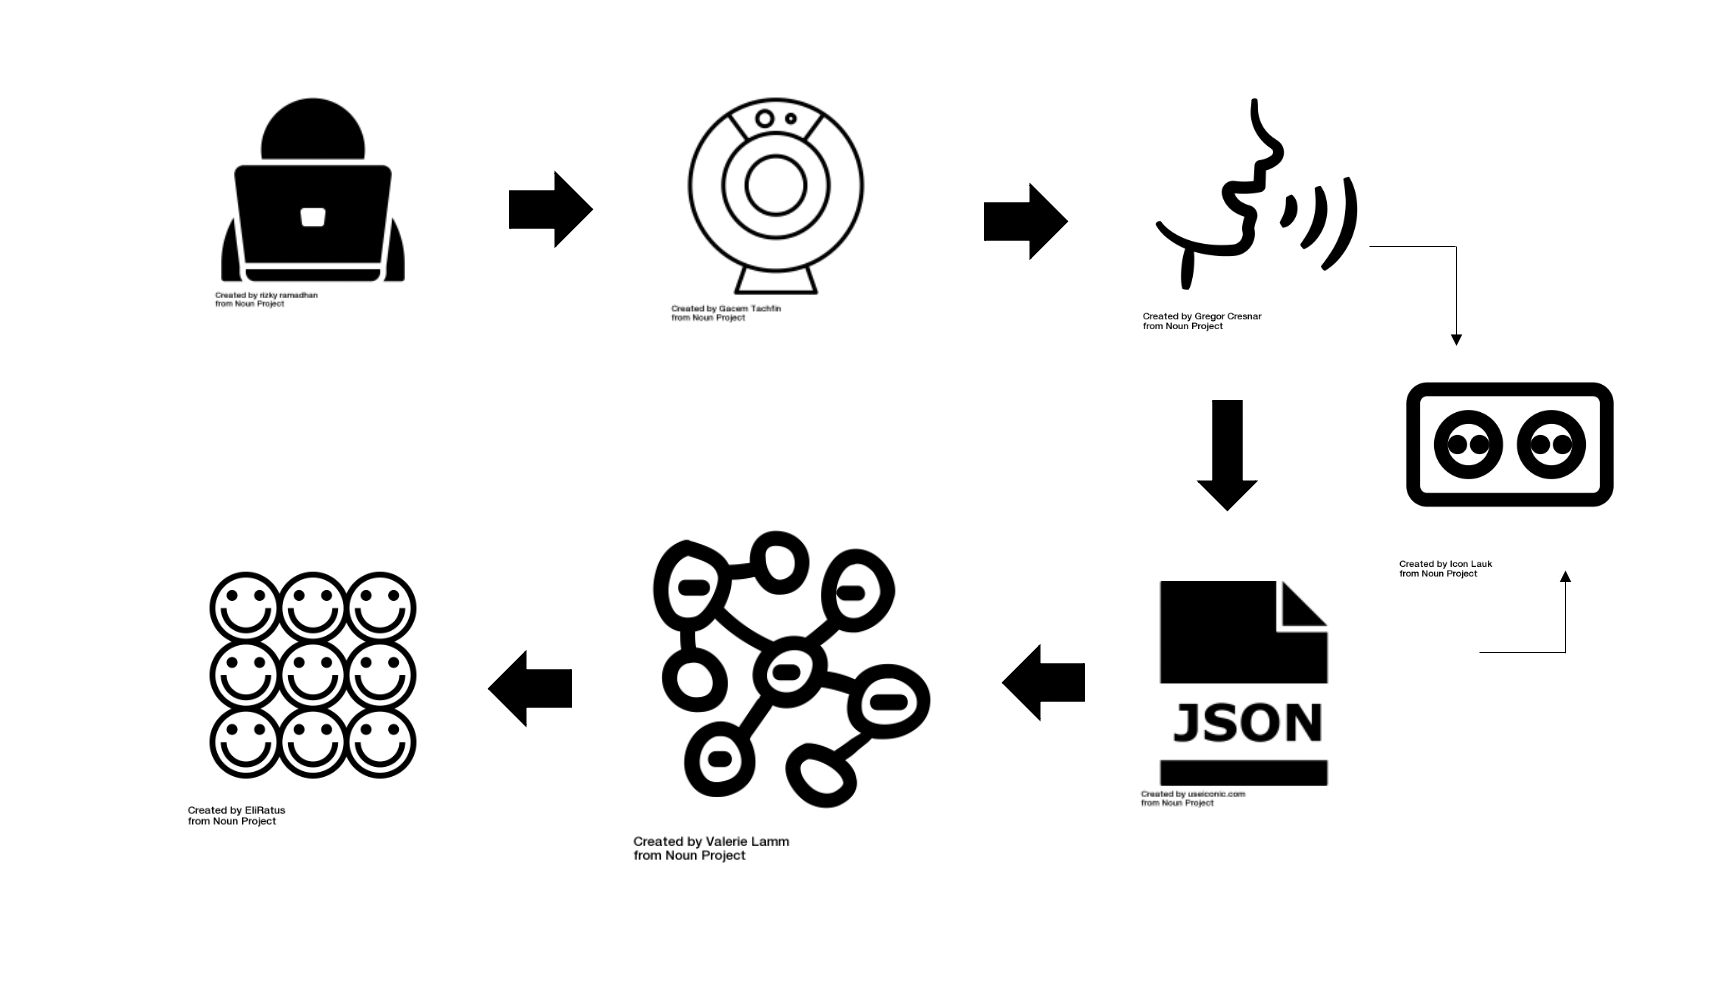 Created by rizky ramadhan
from Noun Project
Created by Gacem Tachfin
from Noun Project
Created by Gregor Cresnar
from Noun Project
Created by Icon Lauk
from Noun Project
JSON
Created by useiconic.com
from Noun Project
Created by EliRatus
from Noun Project
Created by Valerie Lamm
from Noun Project